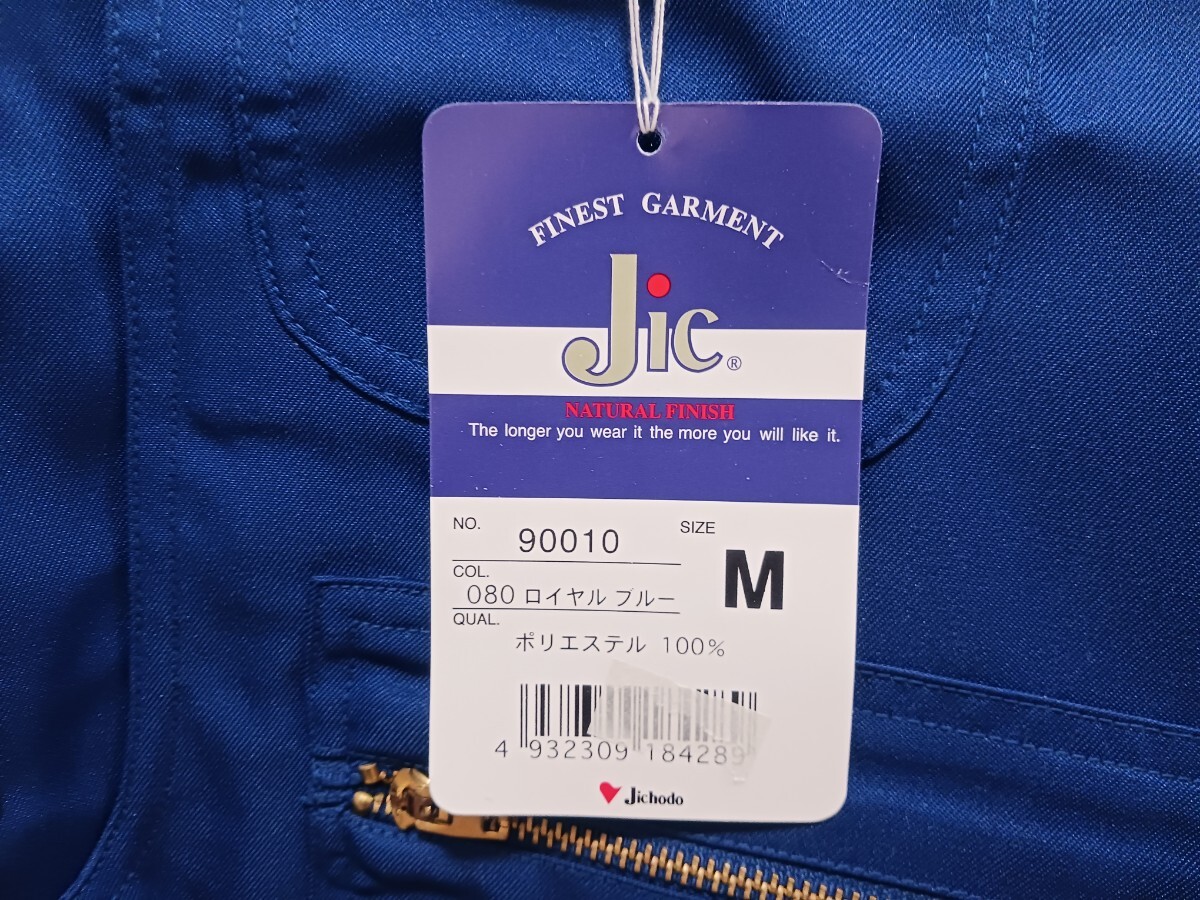 FINEST GARMENT
Jic®
NATURAL FINISH
The longer you wear it the more you will like it.
NO. 90010
SIZE M
COL. 080 ロイヤル ブルー
QUAL. ポリエステル 100%
4 932309 184289
Jichodo